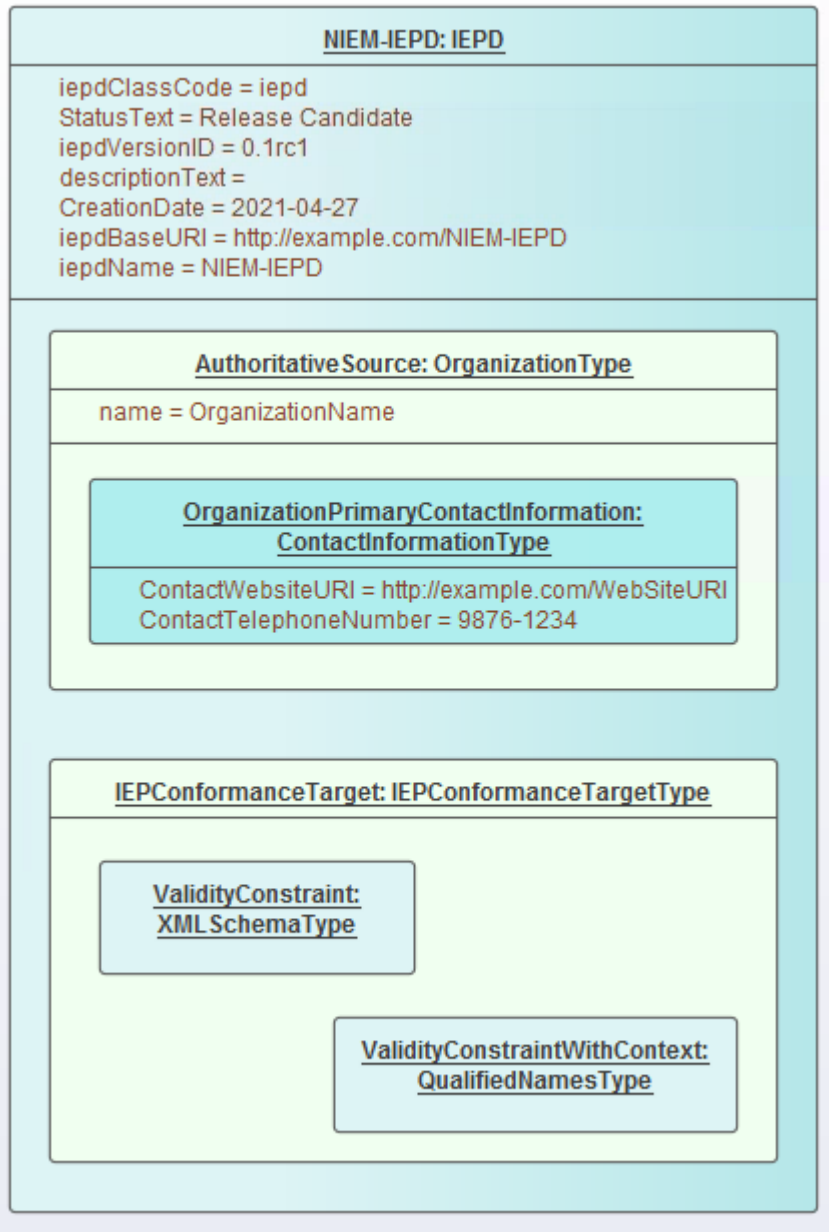 NIEM-IEPD: IEPD
iepdClassCode = iepd
StatusText = Release Candidate
iepdVersionID = 0.1rc1
descriptionText =
CreationDate = 2021-04-27
iepdBaseURI = http://example.com/NIEM-IEPD
iepdName = NIEM-IEPD
AuthoritativeSource: OrganizationType
name = OrganizationName
OrganizationPrimaryContactInformation:
ContactInformationType
ContactWebsiteURI = http://example.com/WebSiteURI
ContactTelephoneNumber = 9876-1234
IEPConformanceTarget: IEPConformanceTargetType
ValidityConstraint:
XMLSchemaType
ValidityConstraintWithContext:
QualifiedNamesType